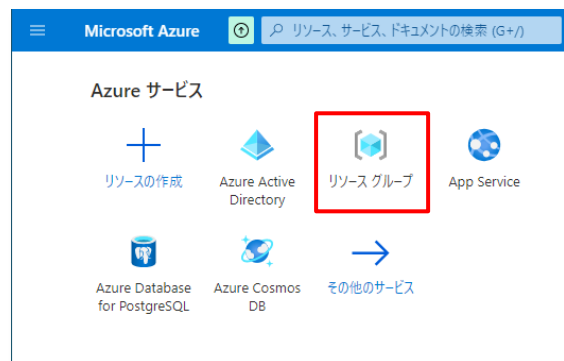 Microsoft Azure
リソース、サービス、ドキュメントの検索 (G+/)
Azure サービス
リソースの作成
Azure Active
Directory
リソース グループ
App Service
Azure Database
for PostgreSQL
Azure Cosmos
DB
その他のサービス